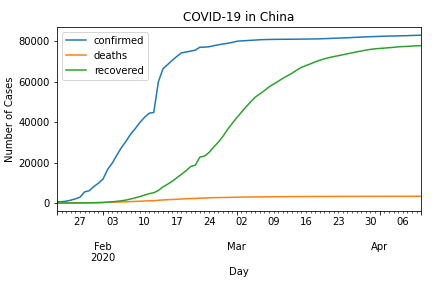 COVID-19 in China
confirmed
deaths
recovered
Number of Cases
80000
60000
40000
20000
0
27 03 10 17 24 02 09 16 23 30 06
Feb Mar Apr
2020
Day